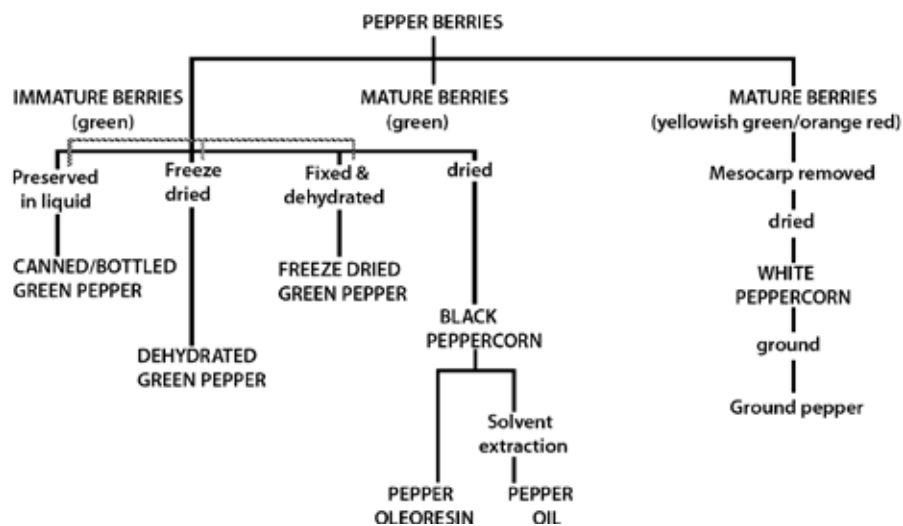 PEPPER BERRIES
IMMATURE BERRIES
(green)
MATURE BERRIES
(green)
MATURE BERRIES
(yellowish green/orange red)
Preserved
in liquid
Freeze
dried
Fixed &
dehydrated
dried
Mesocarp removed
dried
CANNED/BOTTLED
GREEN PEPPER
FREEZE DRIED
GREEN PEPPER
WHITE
PEPPERCORN
BLACK
PEPPERCORN
ground
DEHYDRATED
GREEN PEPPER
Ground pepper
Solvent
extraction
PEPPER
OLEORESIN
PEPPER
OIL